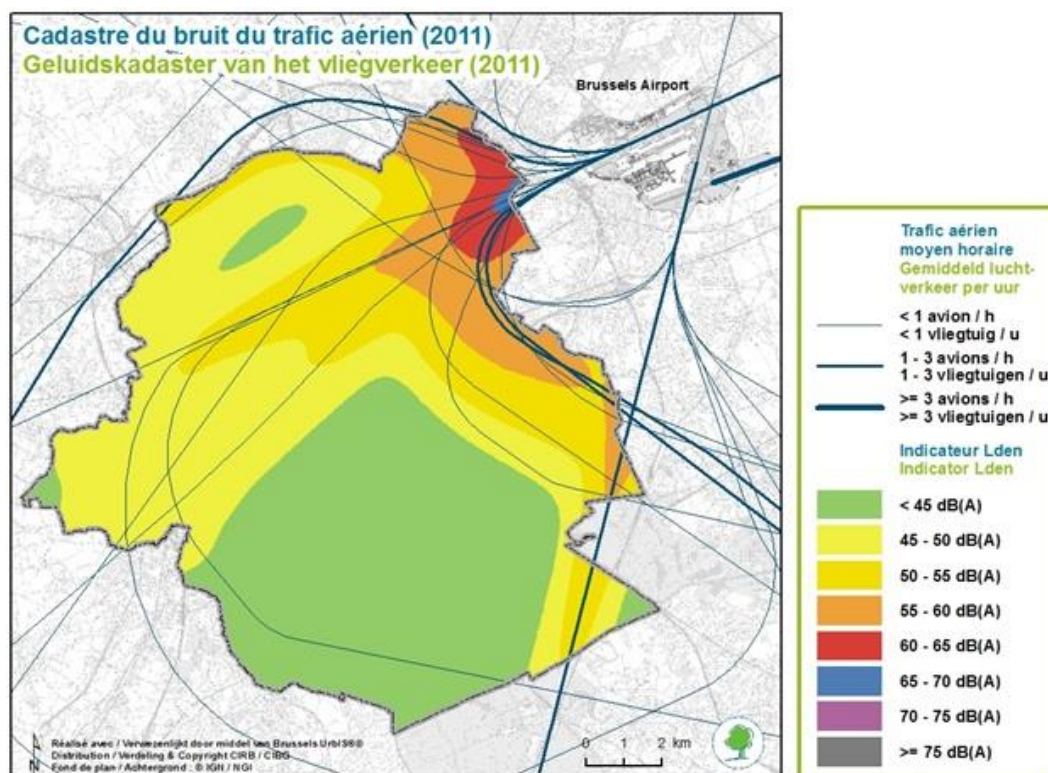 Cadastre du bruit du trafic aérien (2011)
Geluidskadaster van het vliegverkeer (2011)
Brussels Airport
Trafic aérien
moyen horaire
Gemiddeld lucht-
verkeer per uur
< 1 avion / h
< 1 vliegtuig / u
1 - 3 avions / h
1 - 3 vliegtuigen / u
>= 3 avions / h
>= 3 vliegtuigen / u
Indicateur Lden
Indicator Lden
< 45 dB(A)
45 - 50 dB(A)
50 - 55 dB(A)
55 - 60 dB(A)
60 - 65 dB(A)
65 - 70 dB(A)
70 - 75 dB(A)
>= 75 dB(A)
N
Réalisé avec / Verwezenlijkt door middel van Brussels UrbIS®©
Distribution / Verdeling & Copyright CIRB / CIBG
Fond de plan / Achtergrond : © IGN / NGI
0 1 2 km